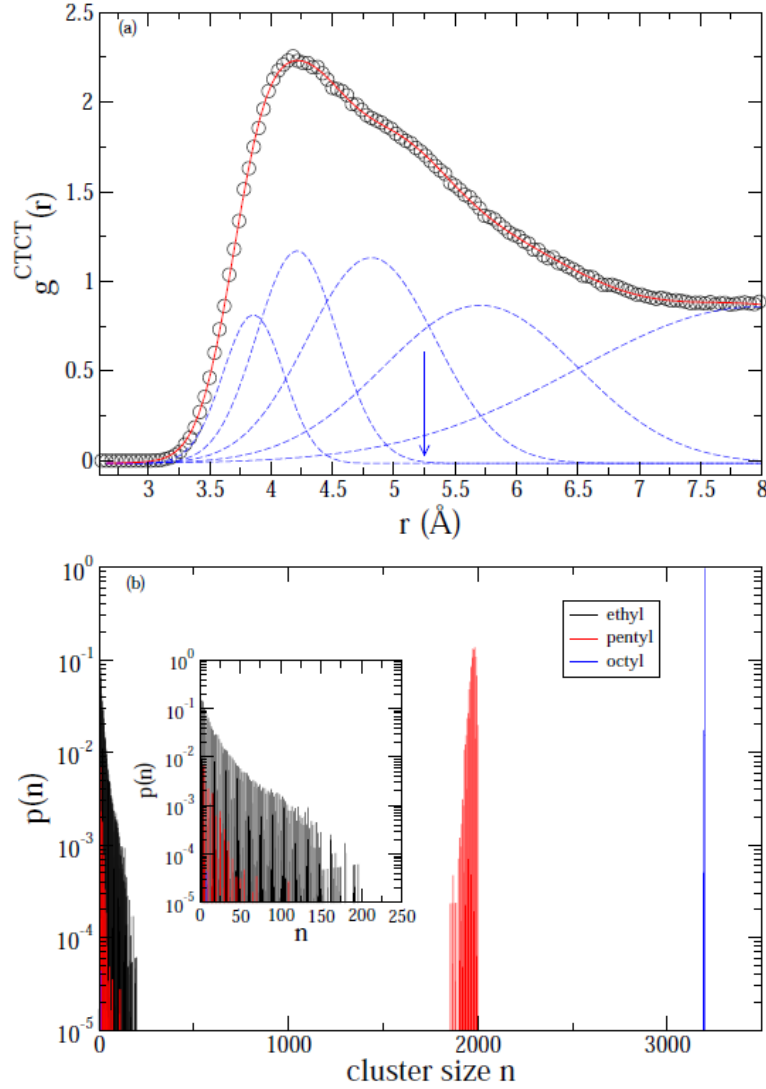 (a)
2.5
2
1.5
1
0.5
0
g^CTCT(r)
3 3.5 4 4.5 5 5.5 6 6.5 7 7.5 8
r (Å)
(b)
10^0
10^-1
10^-2
10^-3
10^-4
10^-5
p(n)
ethyl
pentyl
octyl
10^0
10^-1
10^-2
10^-3
10^-4
10^-5
p(n)
0 50 100 150 200 250
n
0 1000 2000 3000
cluster size n